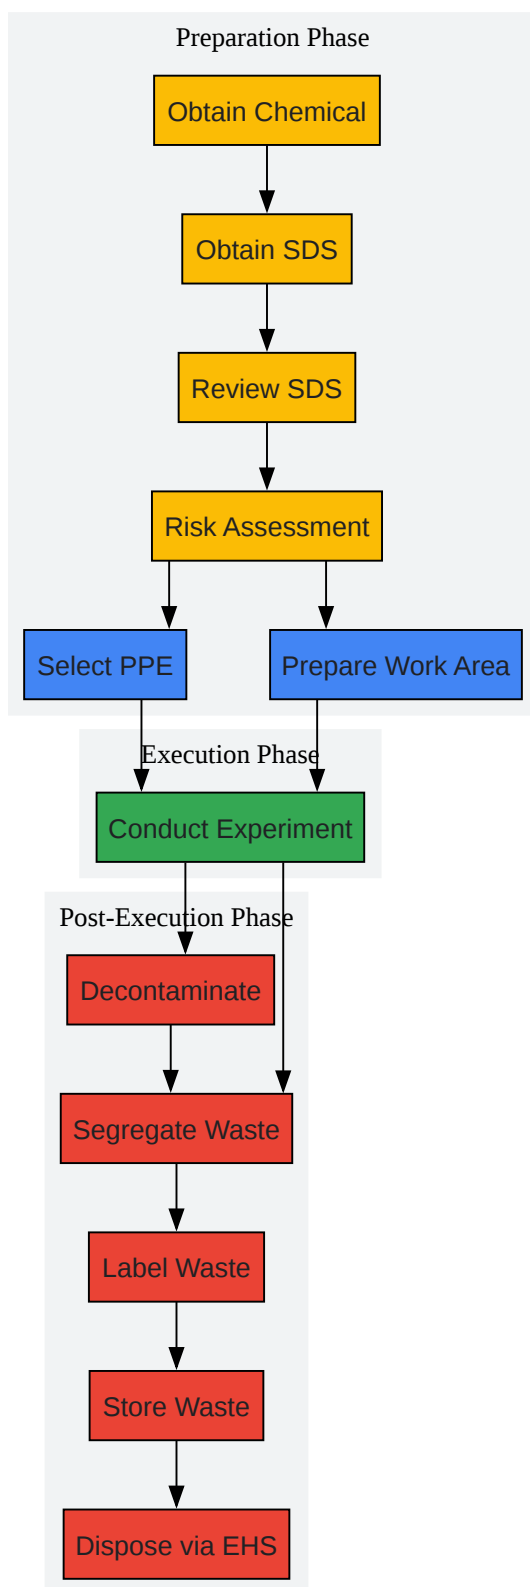 Preparation Phase
Obtain Chemical
Obtain SDS
Review SDS
Risk Assessment
Select PPE
Prepare Work Area
Execution Phase
Conduct Experiment
Post-Execution Phase
Decontaminate
Segregate Waste
Label Waste
Store Waste
Dispose via EHS